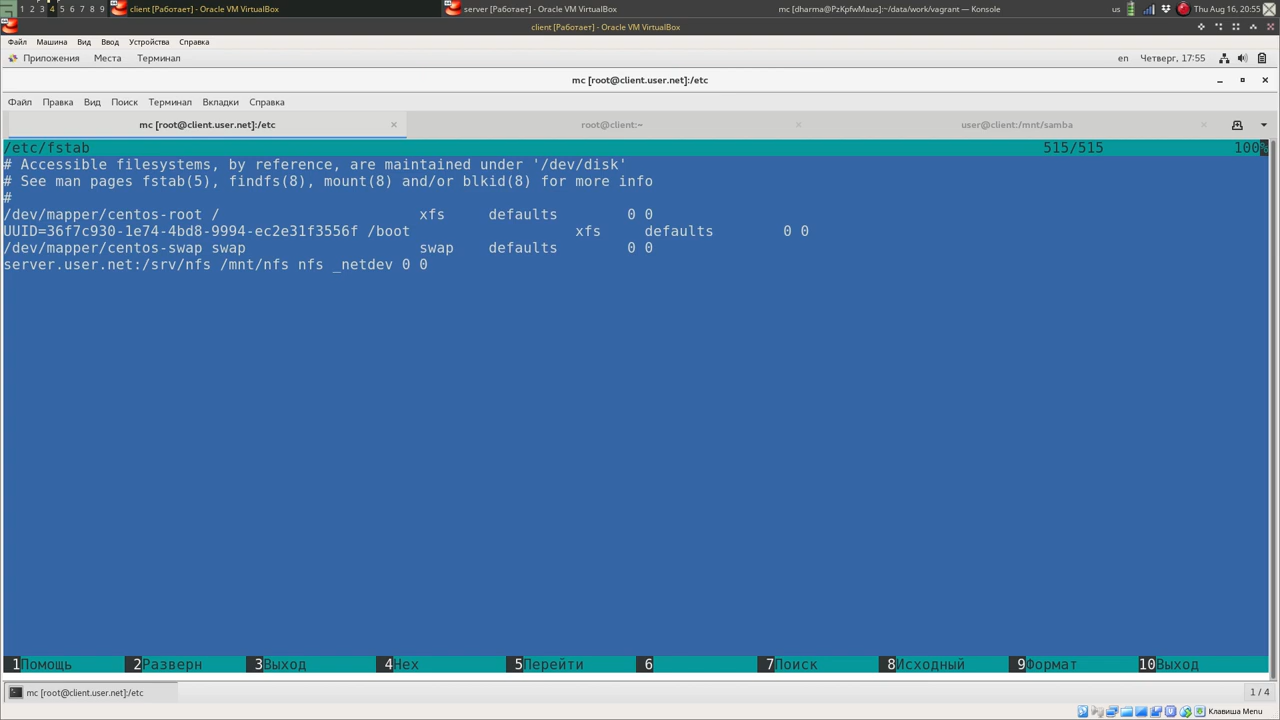 1 2 3 4 5 6 7 8 9 client [Работает] - Oracle VM VirtualBox server [Работает] - Oracle VM VirtualBox mc [dharma@PzKpfwMaus]:~/data/work/vagrant — Konsole us Thu Aug 16, 20:55
client [Работает] - Oracle VM VirtualBox
Файл Машина Вид Ввод Устройства Справка
Приложения Места Терминал en Четверг, 17:55
mc [root@client.user.net]:/etc
Файл Правка Вид Поиск Терминал Вкладки Справка
mc [root@client.user.net]:/etc root@client:~ user@client:/mnt/samba
/etc/fstab 515/515 100%
# Accessible filesystems, by reference, are maintained under '/dev/disk'
# See man pages fstab(5), findfs(8), mount(8) and/or blkid(8) for more info
#
/dev/mapper/centos-root / xfs defaults 0 0
UUID=36f7c930-1e74-4bd8-9994-ec2e31f3556f /boot xfs defaults 0 0
/dev/mapper/centos-swap swap swap defaults 0 0
server.user.net:/srv/nfs /mnt/nfs nfs _netdev 0 0
1Помощь 2Разверн 3Выход 4Hex 5Перейти 6 7Поиск 8Исходный 9Формат 10Выход
mc [root@client.user.net]:/etc 1 / 4
Клавиша Menu